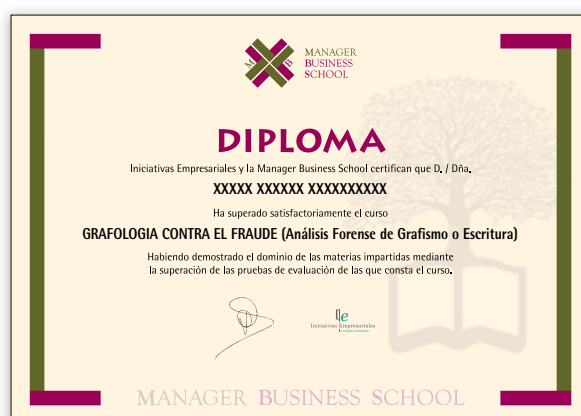 M B
MANAGER
BUSINESS
SCHOOL
DIPLOMA
Iniciativas Empresariales y la Manager Business School certifican que D. / Dña.
XXXXX XXXXXX XXXXXXXXXX
Ha superado satisfactoriamente el curso
GRAFOLOGIA CONTRA EL FRAUDE (Análisis Forense de Grafismo o Escritura)
Habiendo demostrado el dominio de las materias impartidas mediante
la superación de las pruebas de evaluación de las que consta el curso.
Iniciativas Empresariales
MANAGER BUSINESS SCHOOL